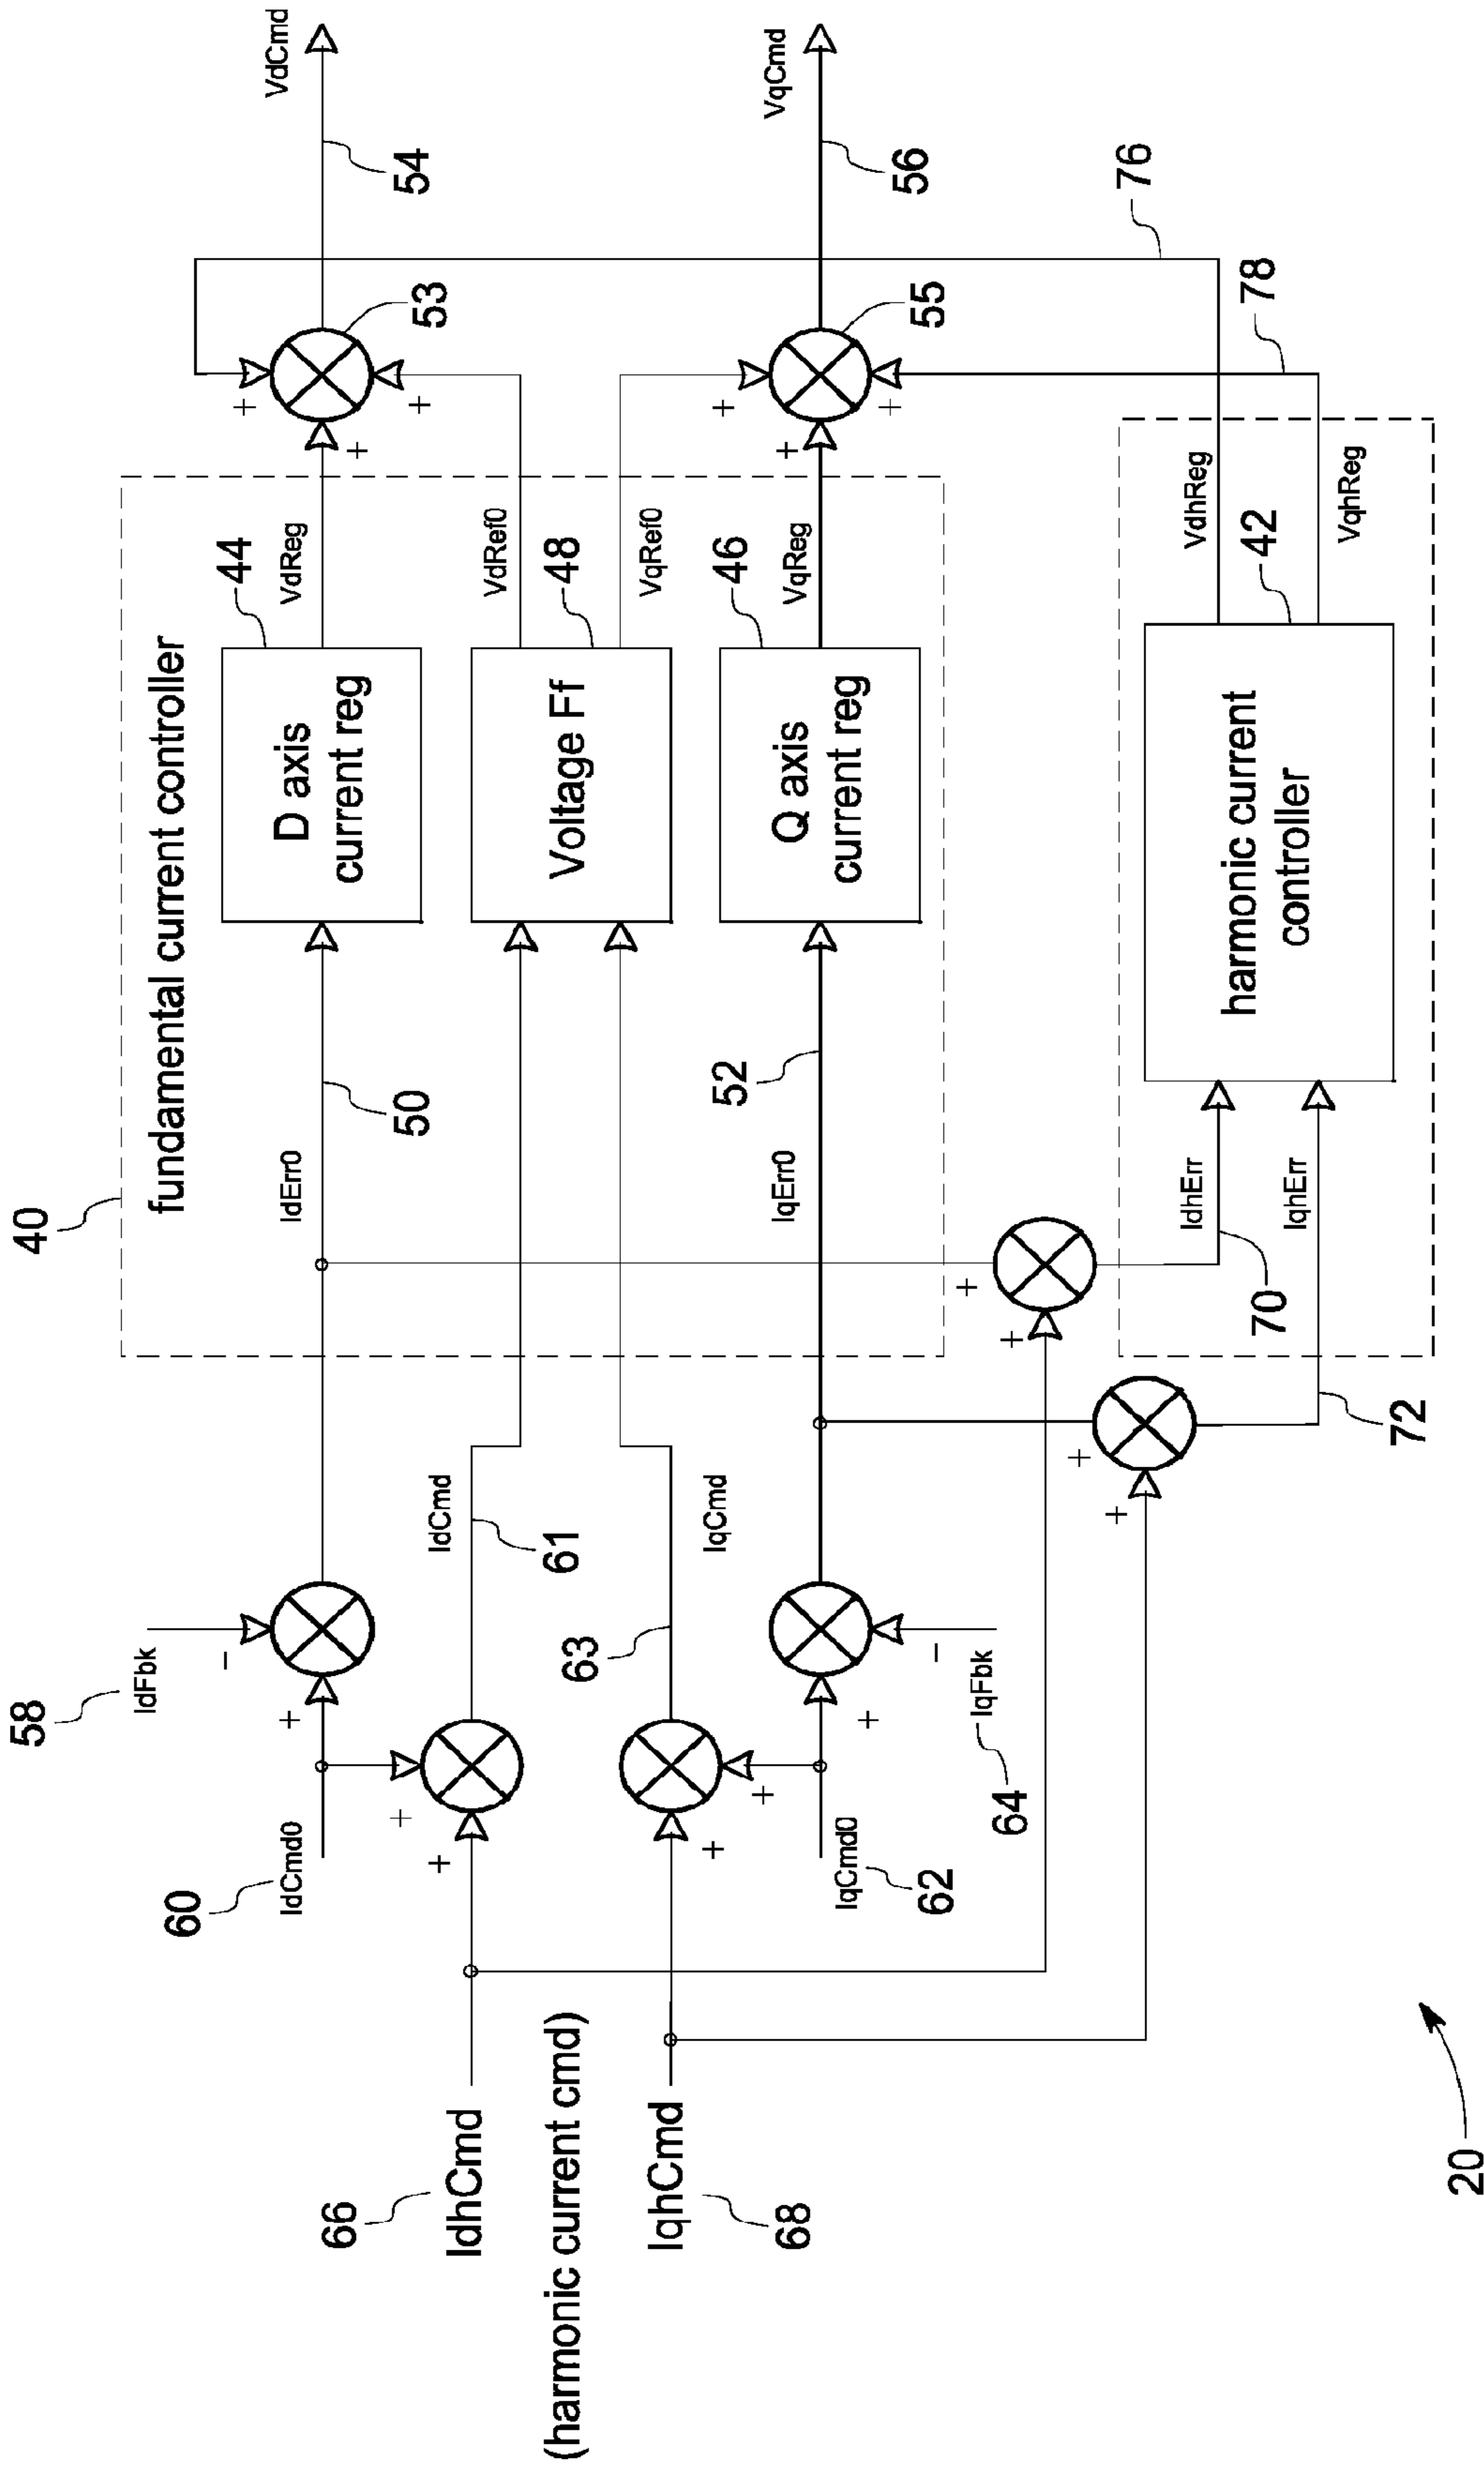 58
IdFbk
40
fundamental current controller
60
IdCmd0
-
+
IdErr0
50
44
D axis
current reg
VdReg
+
+
+
53
54
VdCmd
66
IdhCmd
+
+
IdCmd
61
48
Voltage Ff
VdRef0
VqRef0
(harmonic current cmd)
IqhCmd
68
63
+
+
IqCmd
IqCmd0
62
+
-
IqFbk
64
IqErr0
52
46
Q axis
current reg
VqReg
+
+
+
55
56
VqCmd
+
+
+
+
IdhErr
70
IqhErr
72
42
harmonic current
controller
VdhReg
VqhReg
76
78
20